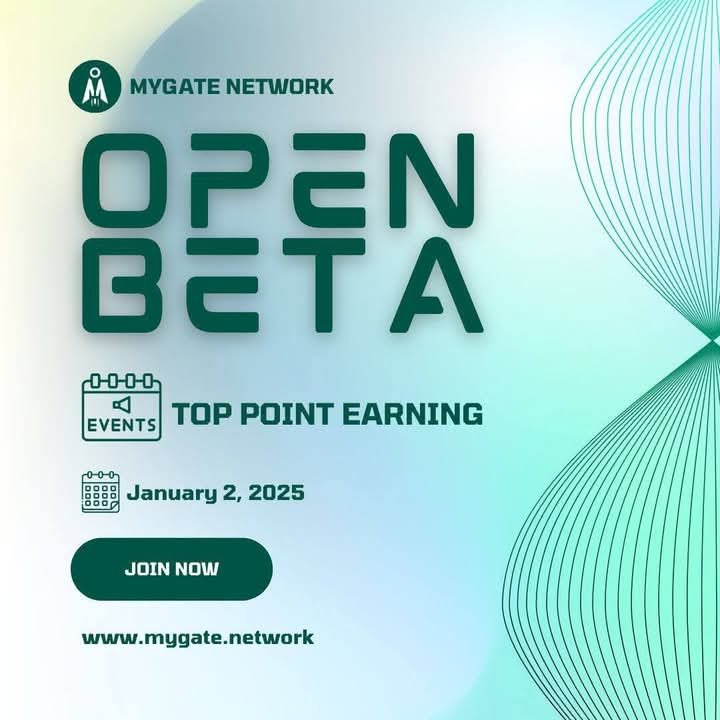 MYGATE NETWORK
OPEN
BETA
EVENTS
TOP POINT EARNING
January 2, 2025
JOIN NOW
www.mygate.network